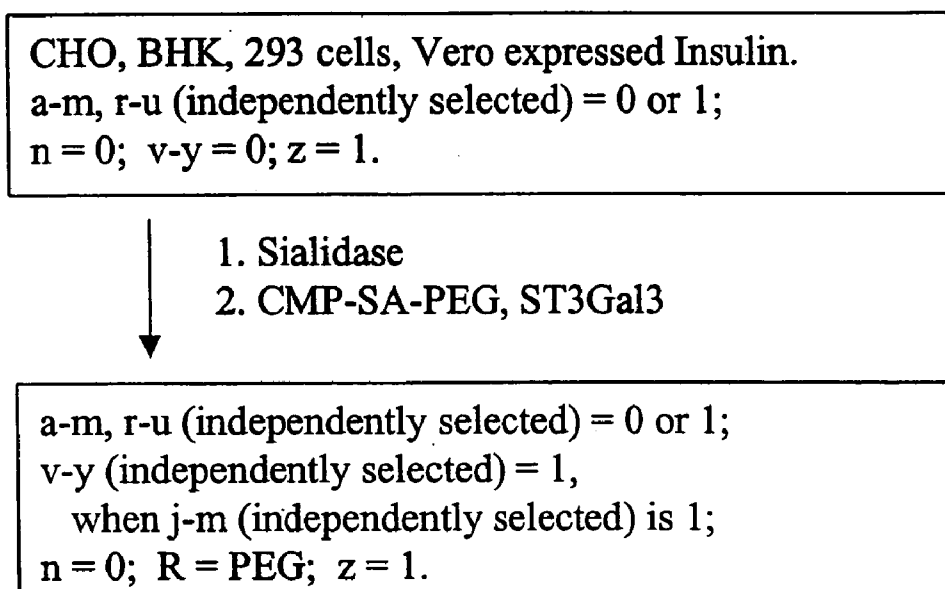 CHO, BHK, 293 cells, Vero expressed Insulin.
a-m, r-u (independently selected) = 0 or 1;
n = 0; v-y = 0; z = 1.
1. Sialidase
2. CMP-SA-PEG, ST3Gal3
a-m, r-u (independently selected) = 0 or 1;
v-y (independently selected) = 1,
when j-m (independently selected) is 1;
n = 0; R = PEG; z = 1.